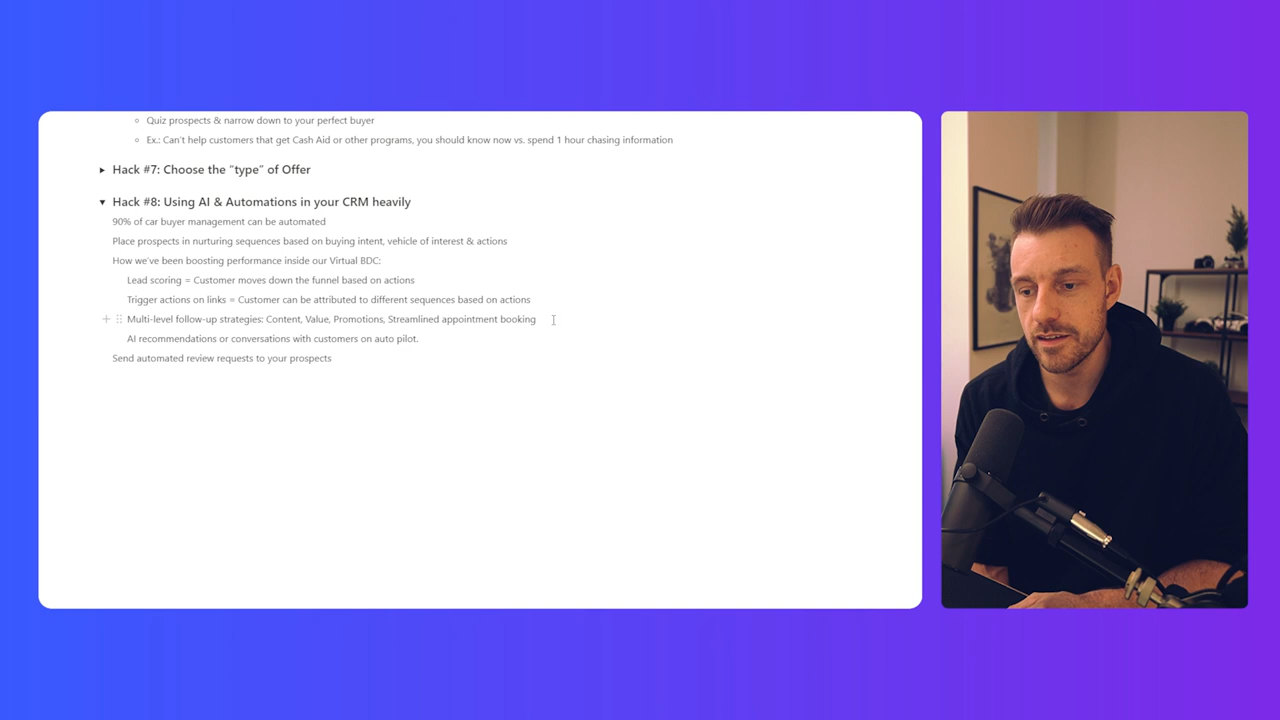 Quiz prospects & narrow down to your perfect buyer
Ex.: Can't help customers that get Cash Aid or other programs, you should know now vs. spend 1 hour chasing information
Hack #7: Choose the "type" of Offer
Hack #8: Using AI & Automations in your CRM heavily
90% of car buyer management can be automated
Place prospects in nurturing sequences based on buying intent, vehicle of interest & actions
How we've been boosting performance inside our Virtual BDC:
Lead scoring = Customer moves down the funnel based on actions
Trigger actions on links = Customer can be attributed to different sequences based on actions
Multi-level follow-up strategies: Content, Value, Promotions, Streamlined appointment booking
AI recommendations or conversations with customers on auto pilot.
Send automated review requests to your prospects